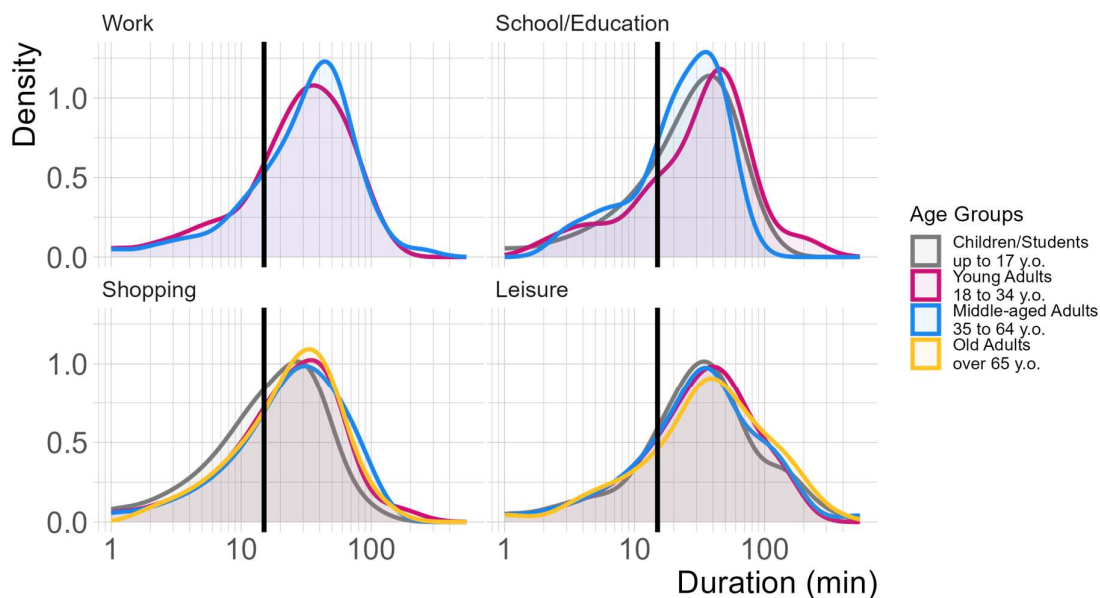 Work
School/Education
Density
1.0
0.5
0.0
Shopping
Leisure
1.0
0.5
0.0
1
10
100
1
10
100
Duration (min)
Age Groups
Children/Students
up to 17 y.o.
Young Adults
18 to 34 y.o.
Middle-aged Adults
35 to 64 y.o.
Old Adults
over 65 y.o.